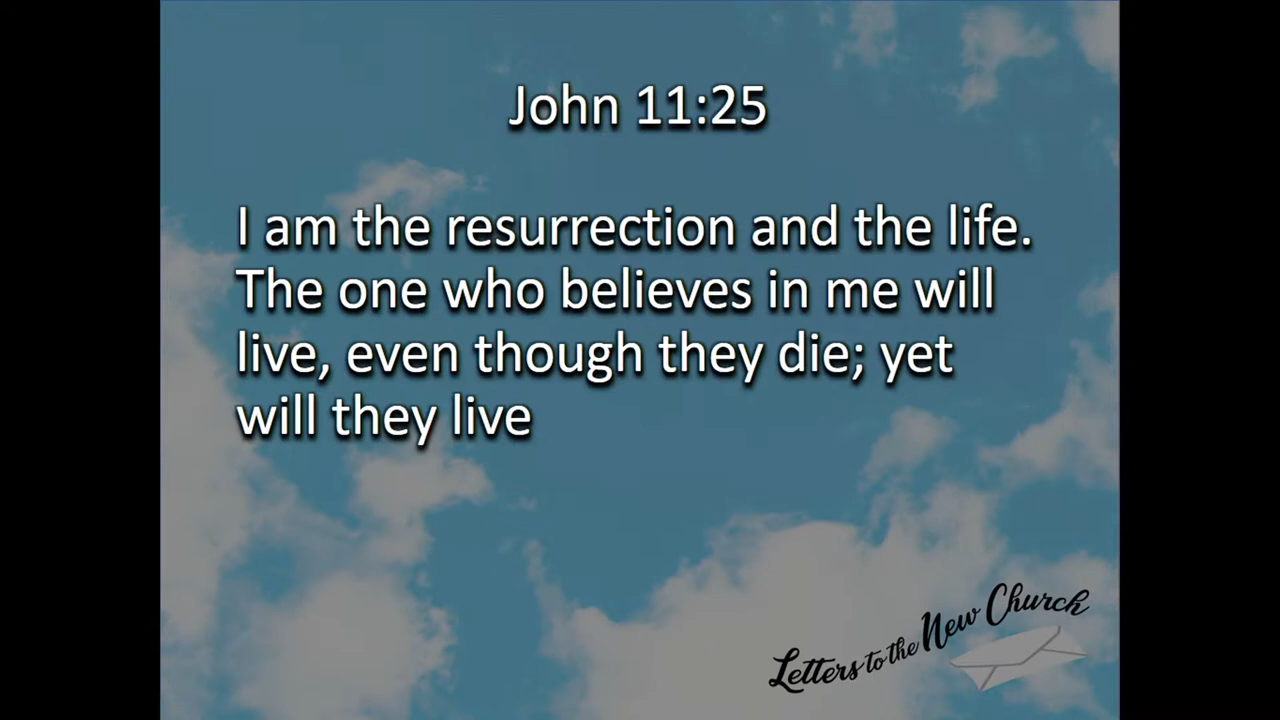 John 11:25
I am the resurrection and the life.
The one who believes in me will
live, even though they die; yet
will they live
Letters to the New Church